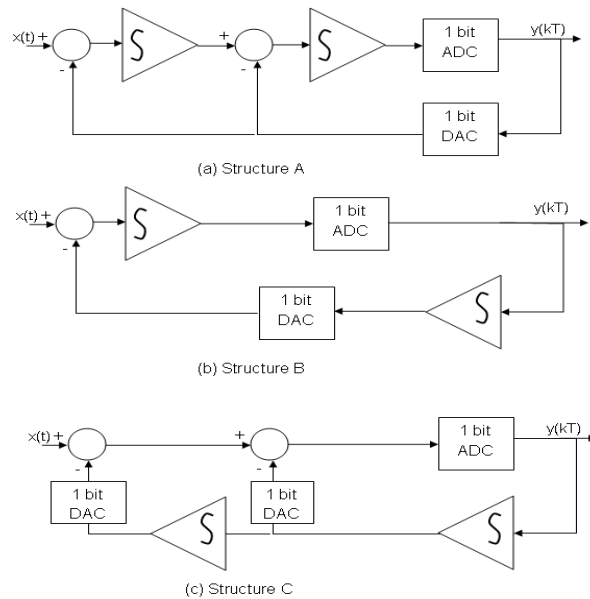 x(t) +
+
-
-
1 bit
ADC
y(kT)
1 bit
DAC
(a) Structure A
x(t) +
-
1 bit
ADC
y(kT)
1 bit
DAC
(b) Structure B
x(t) +
-
+
-
1 bit
ADC
y(kT)
1 bit
DAC
1 bit
DAC
(c) Structure C